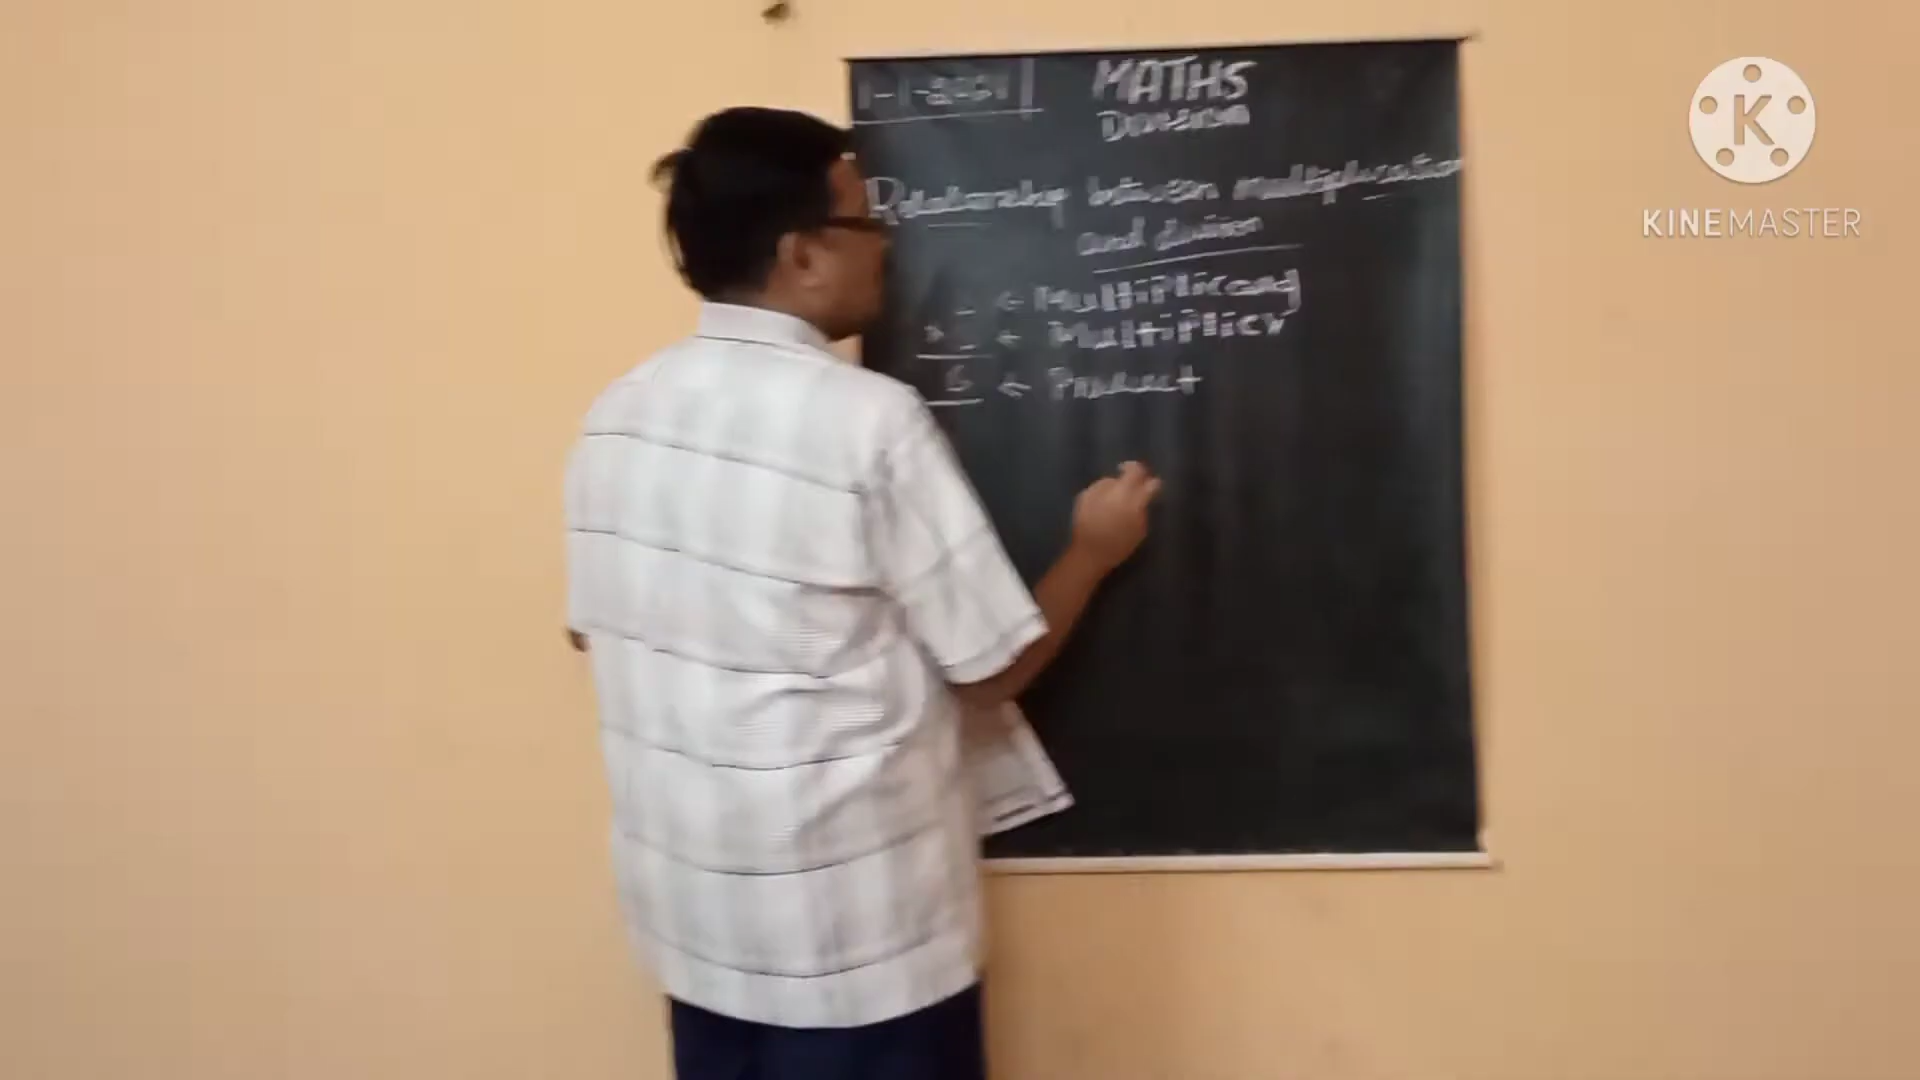 MATHS
Division
Relationship between multiplication
and division
← Multiplicand
× ← Multiplier
6 ← Product
K
KINEMASTER